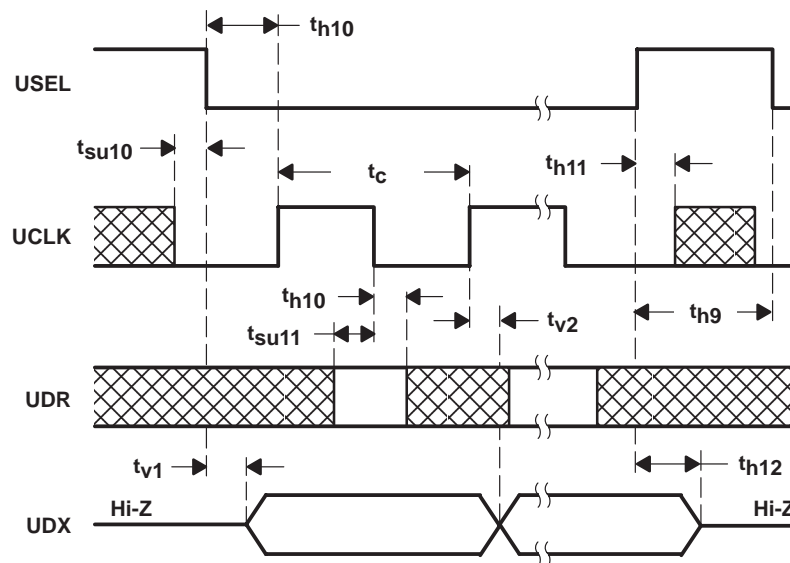 th10
USEL
tsu10
tc
th11
UCLK
th10
tsu11
tv2
th9
UDR
tv1
th12
Hi-Z
Hi-Z
UDX